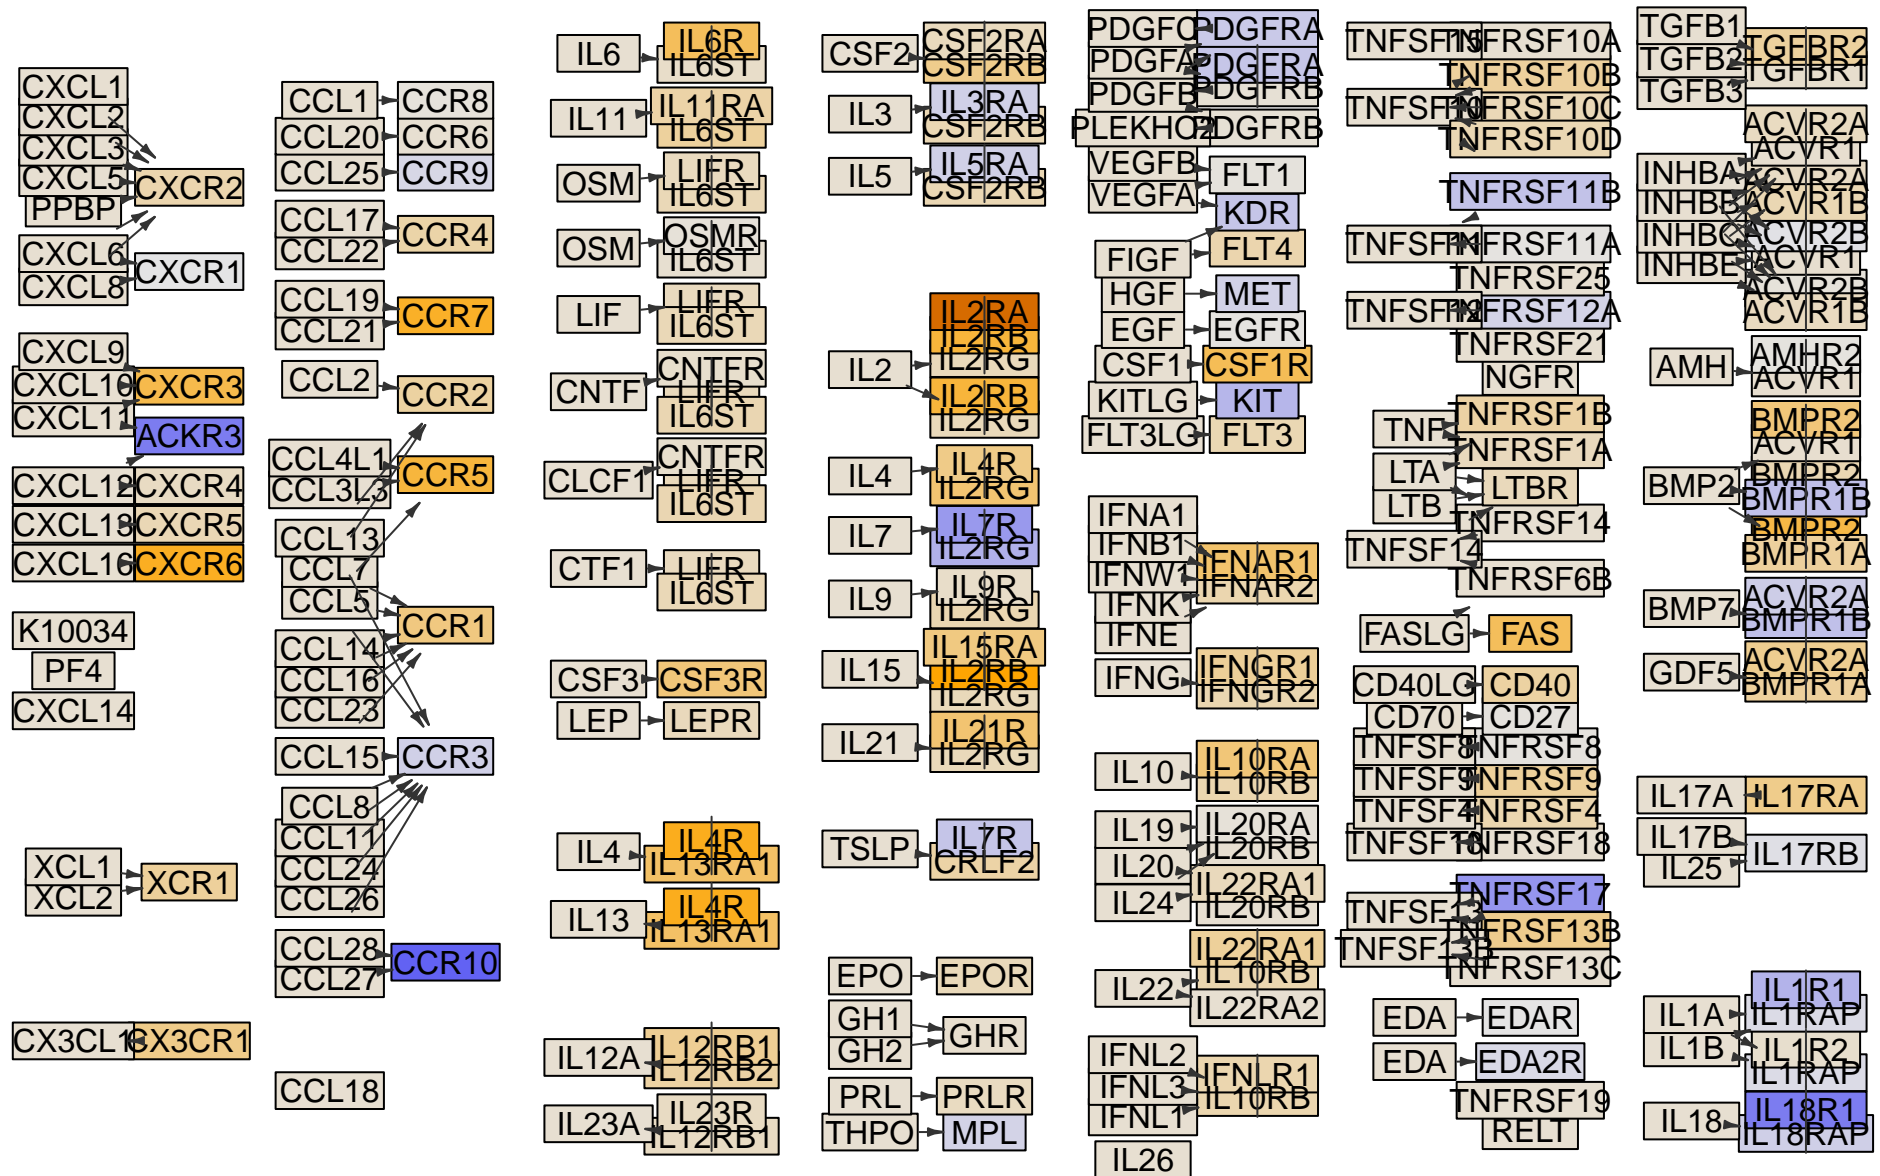 CXCL1
CXCL2
CXCL3
CXCL5
PPBP
CXCR2
CXCL6
CXCL8
CXCR1
CXCL9
CXCL10
CXCL11
CXCR3
ACKR3
CXCL12
CXCR4
CXCL13
CXCR5
CXCL16
CXCR6
K10034
PF4
CXCL14
XCL1
XCL2
XCR1
CX3CL1
CX3CR1
CCL1
CCR8
CCL20
CCR6
CCL25
CCR9
CCL17
CCL22
CCR4
CCL19
CCL21
CCR7
CCL2
CCR2
CCL4L1
CCL3L3
CCR5
CCL13
CCL7
CCL5
CCR1
CCL14
CCL16
CCL23
CCL15
CCR3
CCL8
CCL11
CCL24
CCL26
CCL28
CCL27
CCR10
CCL18
IL6
IL6R
IL6ST
IL11
IL11RA
IL6ST
OSM
LIFR
IL6ST
OSM
OSMR
IL6ST
LIF
LIFR
IL6ST
CNTF
CNTFR
LIFR
IL6ST
CLCF1
CNTFR
LIFR
IL6ST
CTF1
LIFR
IL6ST
CSF3
CSF3R
LEP
LEPR
IL4
IL4R
IL13RA1
IL13
IL4R
IL13RA1
IL12A
IL12RB1
IL12RB2
IL23A
IL23R
IL12RB1
CSF2
CSF2RA
CSF2RB
IL3
IL3RA
CSF2RB
IL5
IL5RA
CSF2RB
IL2
IL2RA
IL2RB
IL2RG
IL2RB
IL2RG
IL4
IL4R
IL2RG
IL7
IL7R
IL2RG
IL9
IL9R
IL2RG
IL15
IL15RA
IL2RB
IL2RG
IL21
IL21R
IL2RG
TSLP
IL7R
CRLF2
EPO
EPOR
GH1
GH2
GHR
PRL
PRLR
THPO
MPL
PDGFC
PDGFRA
PDGFA
PDGFRA
PDGFB
PDGFRB
PLEKHO2
PDGFRB
VEGFB
VEGFA
FLT1
KDR
FIGF
FLT4
HGF
MET
EGF
EGFR
CSF1
CSF1R
KITLG
KIT
FLT3LG
FLT3
IFNA1
IFNB1
IFNW1
IFNK
IFNE
IFNAR1
IFNAR2
IFNG
IFNGR1
IFNGR2
IL10
IL10RA
IL10RB
IL19
IL20
IL24
IL20RA
IL20RB
IL22RA1
IL20RB
IL22
IL22RA1
IL10RB
IL22RA2
IFNL2
IFNL3
IFNL1
IFNLR1
IL10RB
IL26
TNFSF15
TNFRSF10A
TNFRSF10B
TNFSF10
TNFRSF10C
TNFRSF10D
TNFRSF11B
TNFSF11
TNFRSF11A
TNFRSF25
TNFSF12
TNFRSF12A
TNFRSF21
NGFR
TNF
TNFRSF1B
TNFRSF1A
LTA
LTB
LTBR
TNFRSF14
TNFSF14
TNFRSF6B
FASLG
FAS
CD40LG
CD40
CD70
CD27
TNFSF8
TNFRSF8
TNFSF9
TNFRSF9
TNFSF4
TNFRSF4
TNFSF18
TNFRSF18
TNFRSF17
TNFSF13
TNFRSF13B
TNFSF13B
TNFRSF13C
EDA
EDAR
EDA
EDA2R
TNFRSF19
RELT
TGFB1
TGFB2
TGFB3
TGFBR2
TGFBR1
ACVR2A
ACVR1
INHBA
INHBB
INHBC
INHBE
ACVR2A
ACVR1B
ACVR2B
ACVR1
ACVR2B
ACVR1B
AMH
AMHR2
ACVR1
BMP2
BMPR2
ACVR1
BMPR2
BMPR1B
BMPR2
BMPR1A
BMP7
ACVR2A
BMPR1B
GDF5
ACVR2A
BMPR1A
IL17A
IL17RA
IL17B
IL25
IL17RB
IL1A
IL1B
IL1R1
IL1RAP
IL1R2
IL1RAP
IL18
IL18R1
IL18RAP